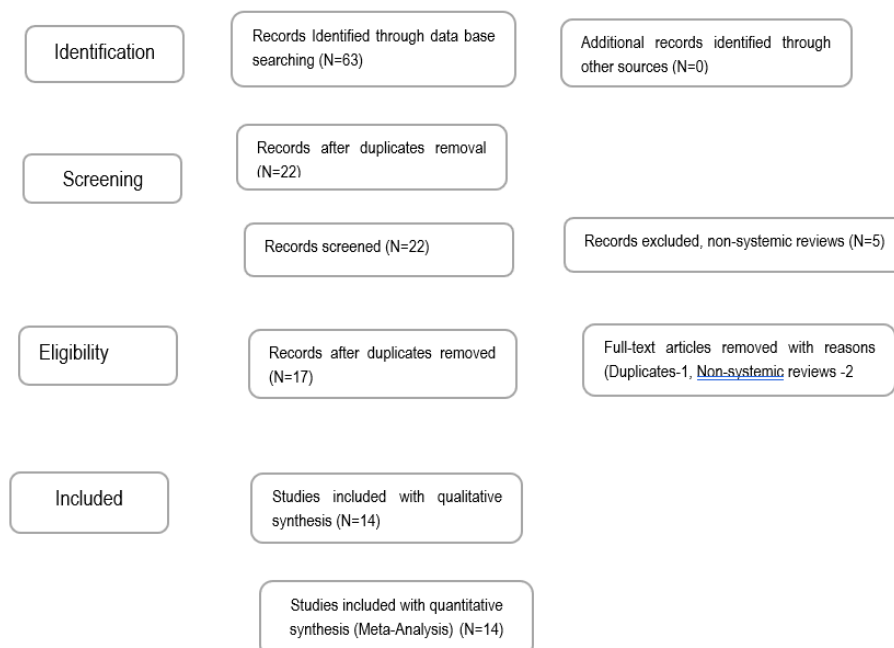 Identification
Records Identified through data base
searching (N=63)
Additional records identified through
other sources (N=0)
Screening
Records after duplicates removal
(N=22)
Records screened (N=22)
Records excluded, non-systemic reviews (N=5)
Eligibility
Records after duplicates removed
(N=17)
Full-text articles removed with reasons
(Duplicates-1, Non-systemic reviews -2
Included
Studies included with qualitative
synthesis (N=14)
Studies included with quantitative
synthesis (Meta-Analysis) (N=14)